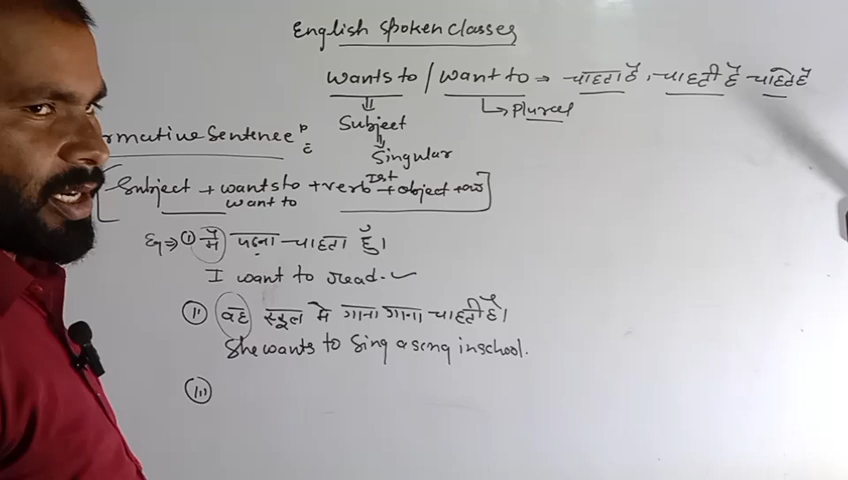 English Spoken Classes
Wants to / Want to ⇒ चाहता है, चाहती है चाहते हैं
Subject
Plural
Singular
rmative Sentence
Subject + wants to + verb Ist + object + ow
want to
Eg ⇒ (i) मैं पढ़ना चाहता हूँ।
I want to read.
(ii) वह स्कूल में गाना गाना चाहती है।
She wants to Sing a song in school.
(iii)